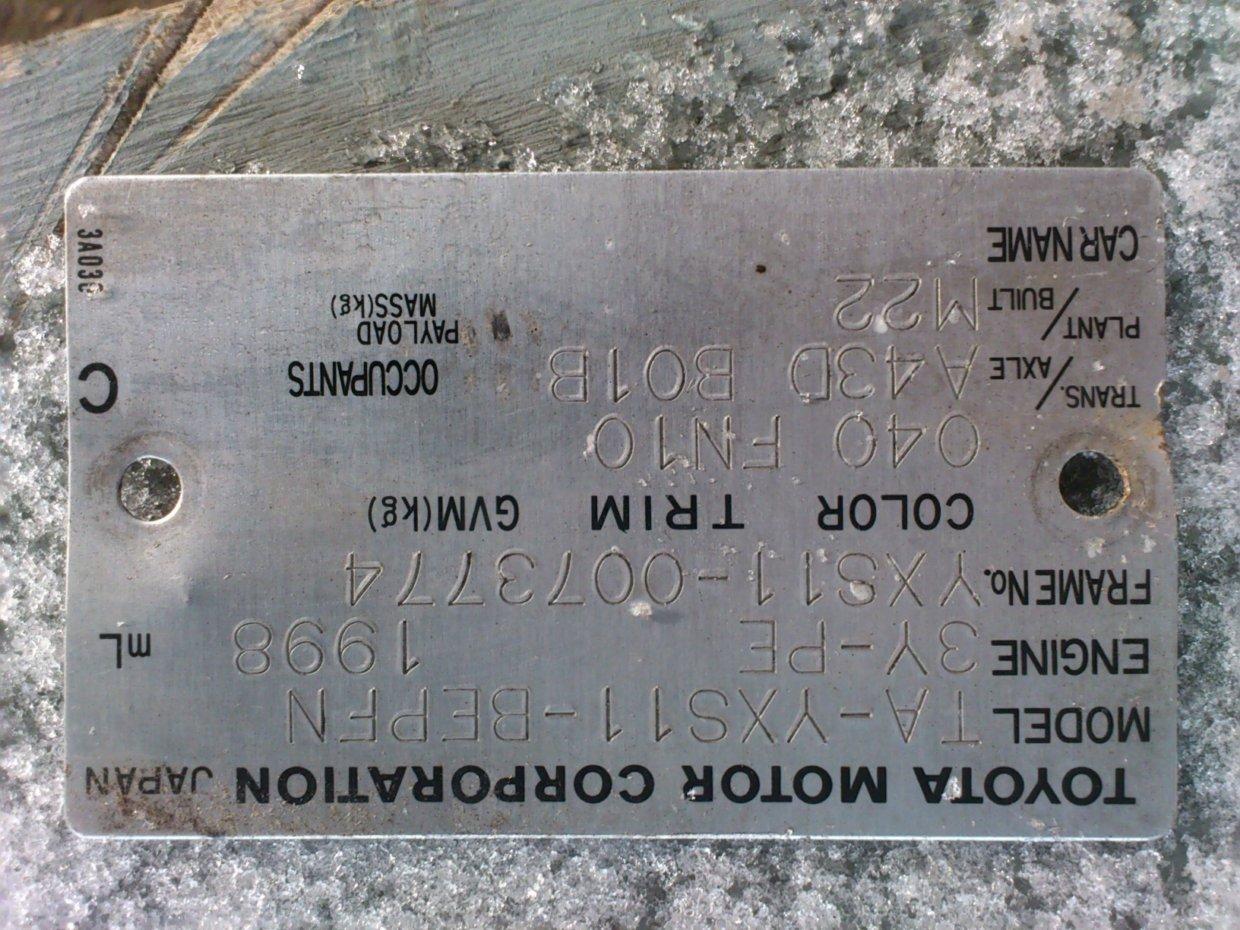 TOYOTA MOTOR CORPORATION JAPAN
MODEL TA-YXS11-BEPFN
ENGINE 3Y-PE 1998 mL
FRAME No. YXS11-0073774
COLOR TRIM GVM(kg)
040 FN10
TRANS./AXLE A43D B01B OCCUPANTS C
PLANT/BUILT M22 PAYLOAD MASS(kg)
CAR NAME
3A03C